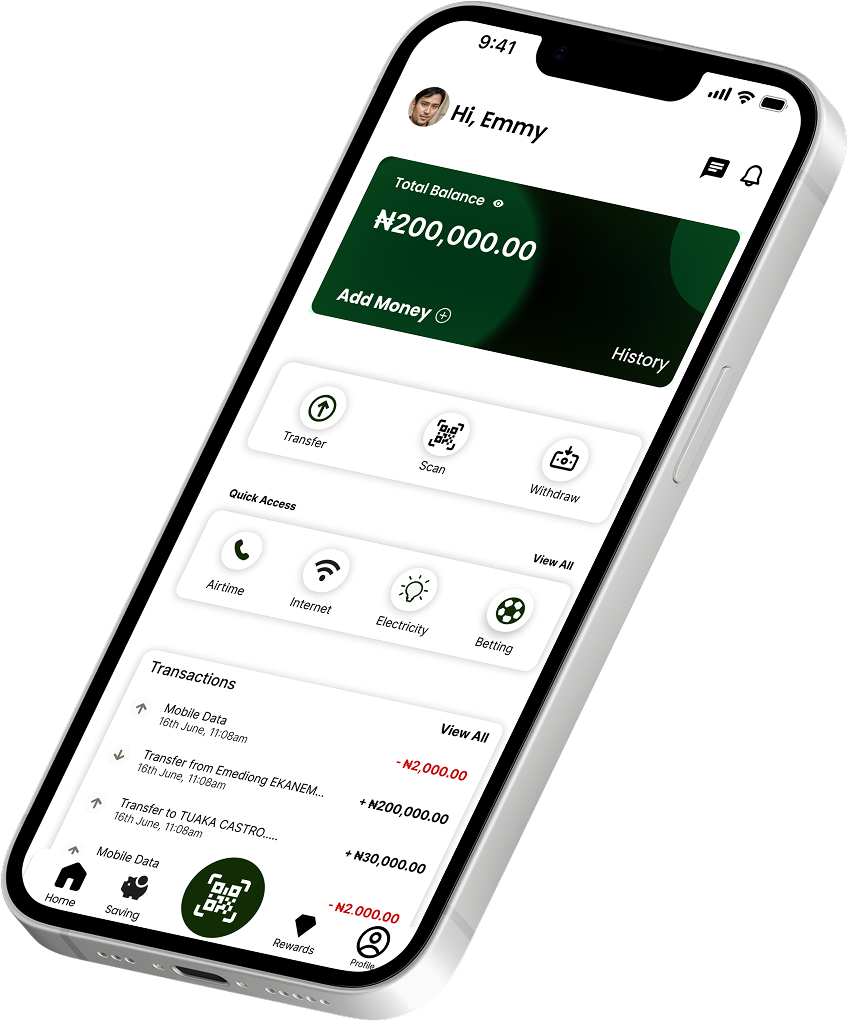 9:41
Hi, Emmy
Total Balance
₦200,000.00
Add Money
History
Transfer
Scan
Withdraw
Quick Access
View All
Airtime
Internet
Electricity
Betting
Transactions
View All
Mobile Data
16th June, 11:08am
- ₦2,000.00
Transfer from Emediong EKANEM...
16th June, 11:08am
+ ₦200,000.00
Transfer to TUAKA CASTRO.....
16th June, 11:08am
+ ₦30,000.00
Mobile Data
- ₦2.000.00
Home
Saving
Rewards
Profile